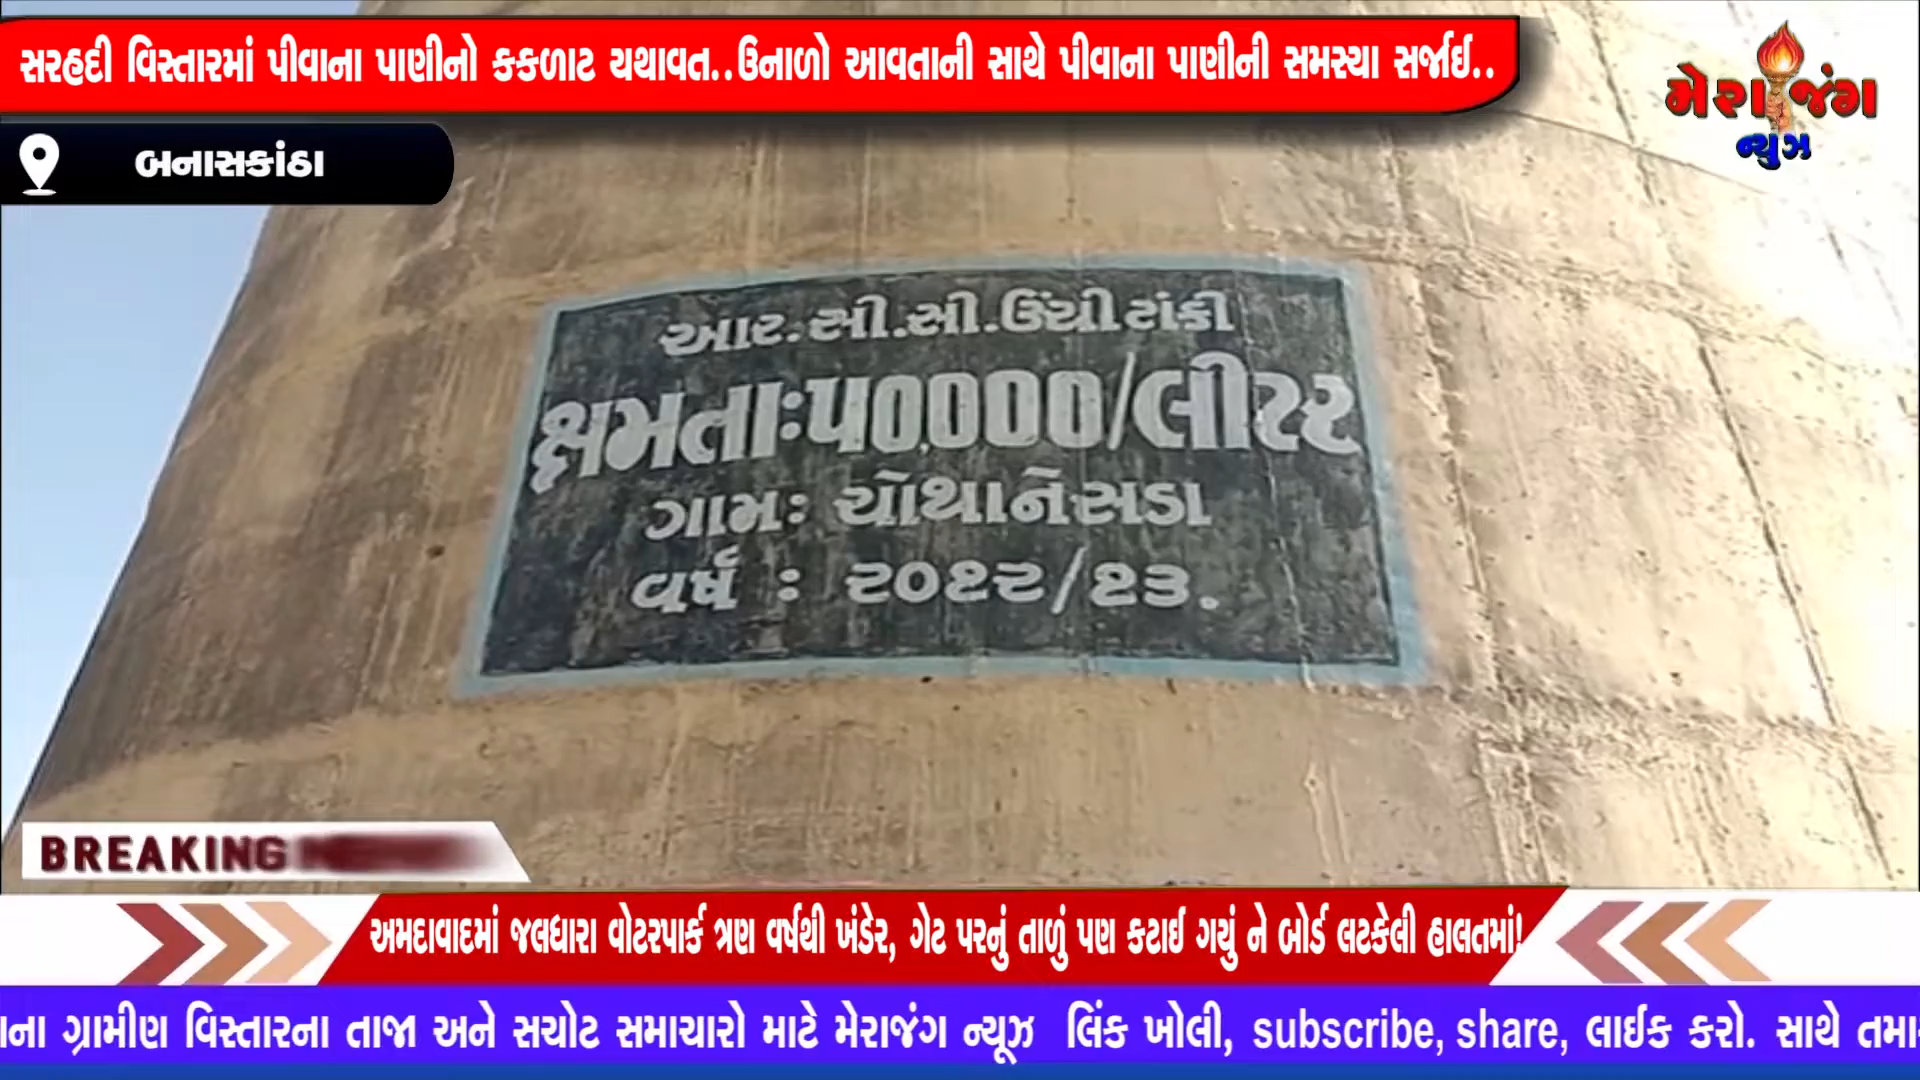 સરહદી વિસ્તારમાં પીવાના પાણીનો કકળાટ યથાવત..ઉનાળો આવતાની સાથે પીવાના પાણીની સમસ્યા સર્જાઈ..
મેરા જંગ
ન્યુઝ
બનાસકાંઠા
આર.સી.સી.ઉંચી ટાંકી
ક્ષમતાઃ૫૦,૦૦૦/લીટર
ગામઃ ચોથાનેસડા
વર્ષ : ૨૦૨૨/૨૩.
BREAKING
અમદાવાદમાં જલધારા વોટરપાર્ક ત્રણ વર્ષથી ખંડેર, ગેટ પરનું તાળું પણ કટાઈ ગયું ને બોર્ડ લટકેલી હાલતમાં!
ગ્રામીણ વિસ્તારના તાજા અને સચોટ સમાચારો માટે મેરાજંગ ન્યૂઝ લિંક ખોલી, subscribe, share, લાઈક કરો. સાથે